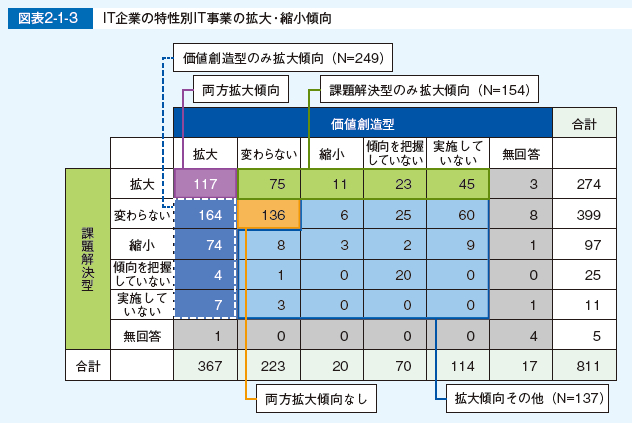 図表2-1-3 IT企業の特性別IT事業の拡大・縮小傾向
価値創造型のみ拡大傾向（N=249）
両方拡大傾向 課題解決型のみ拡大傾向（N=154）
価値創造型 合計
拡大 変わらない 縮小 傾向を把握していない 実施していない 無回答
課題解決型
拡大 117 75 11 23 45 3 274
変わらない 164 136 6 25 60 8 399
縮小 74 8 3 2 9 1 97
傾向を把握していない 4 1 0 20 0 0 25
実施していない 7 3 0 0 0 1 11
無回答 1 0 0 0 0 4 5
合計 367 223 20 70 114 17 811
両方拡大傾向なし 拡大傾向その他（N=137）